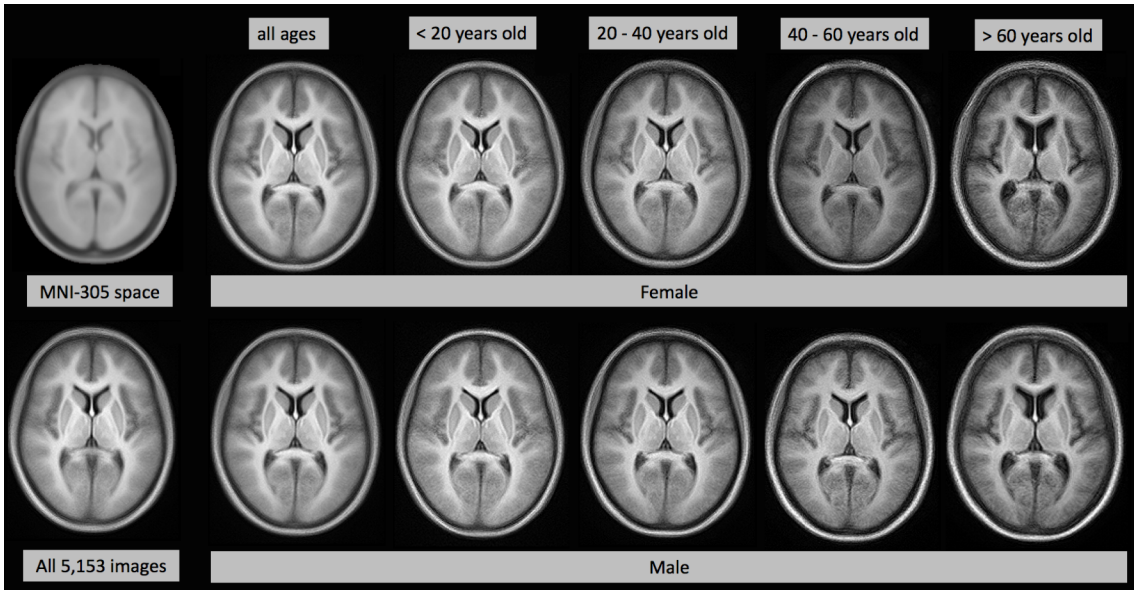 all ages
< 20 years old
20 - 40 years old
40 - 60 years old
> 60 years old
MNI-305 space
Female
All 5,153 images
Male